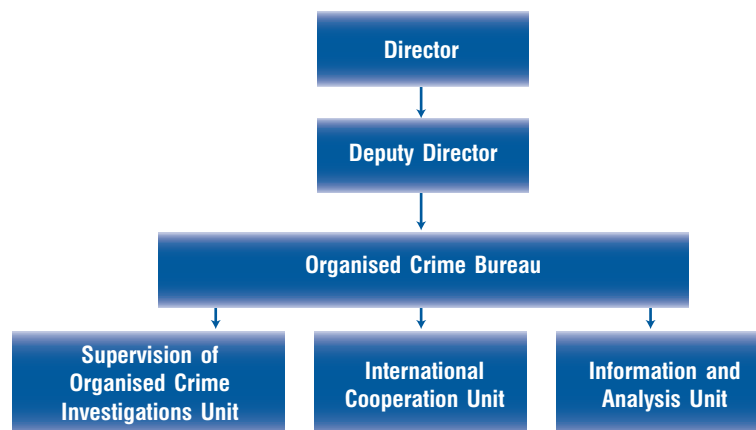 Director
Deputy Director
Organised Crime Bureau
Supervision of
Organised Crime
Investigations Unit
International
Cooperation Unit
Information and
Analysis Unit